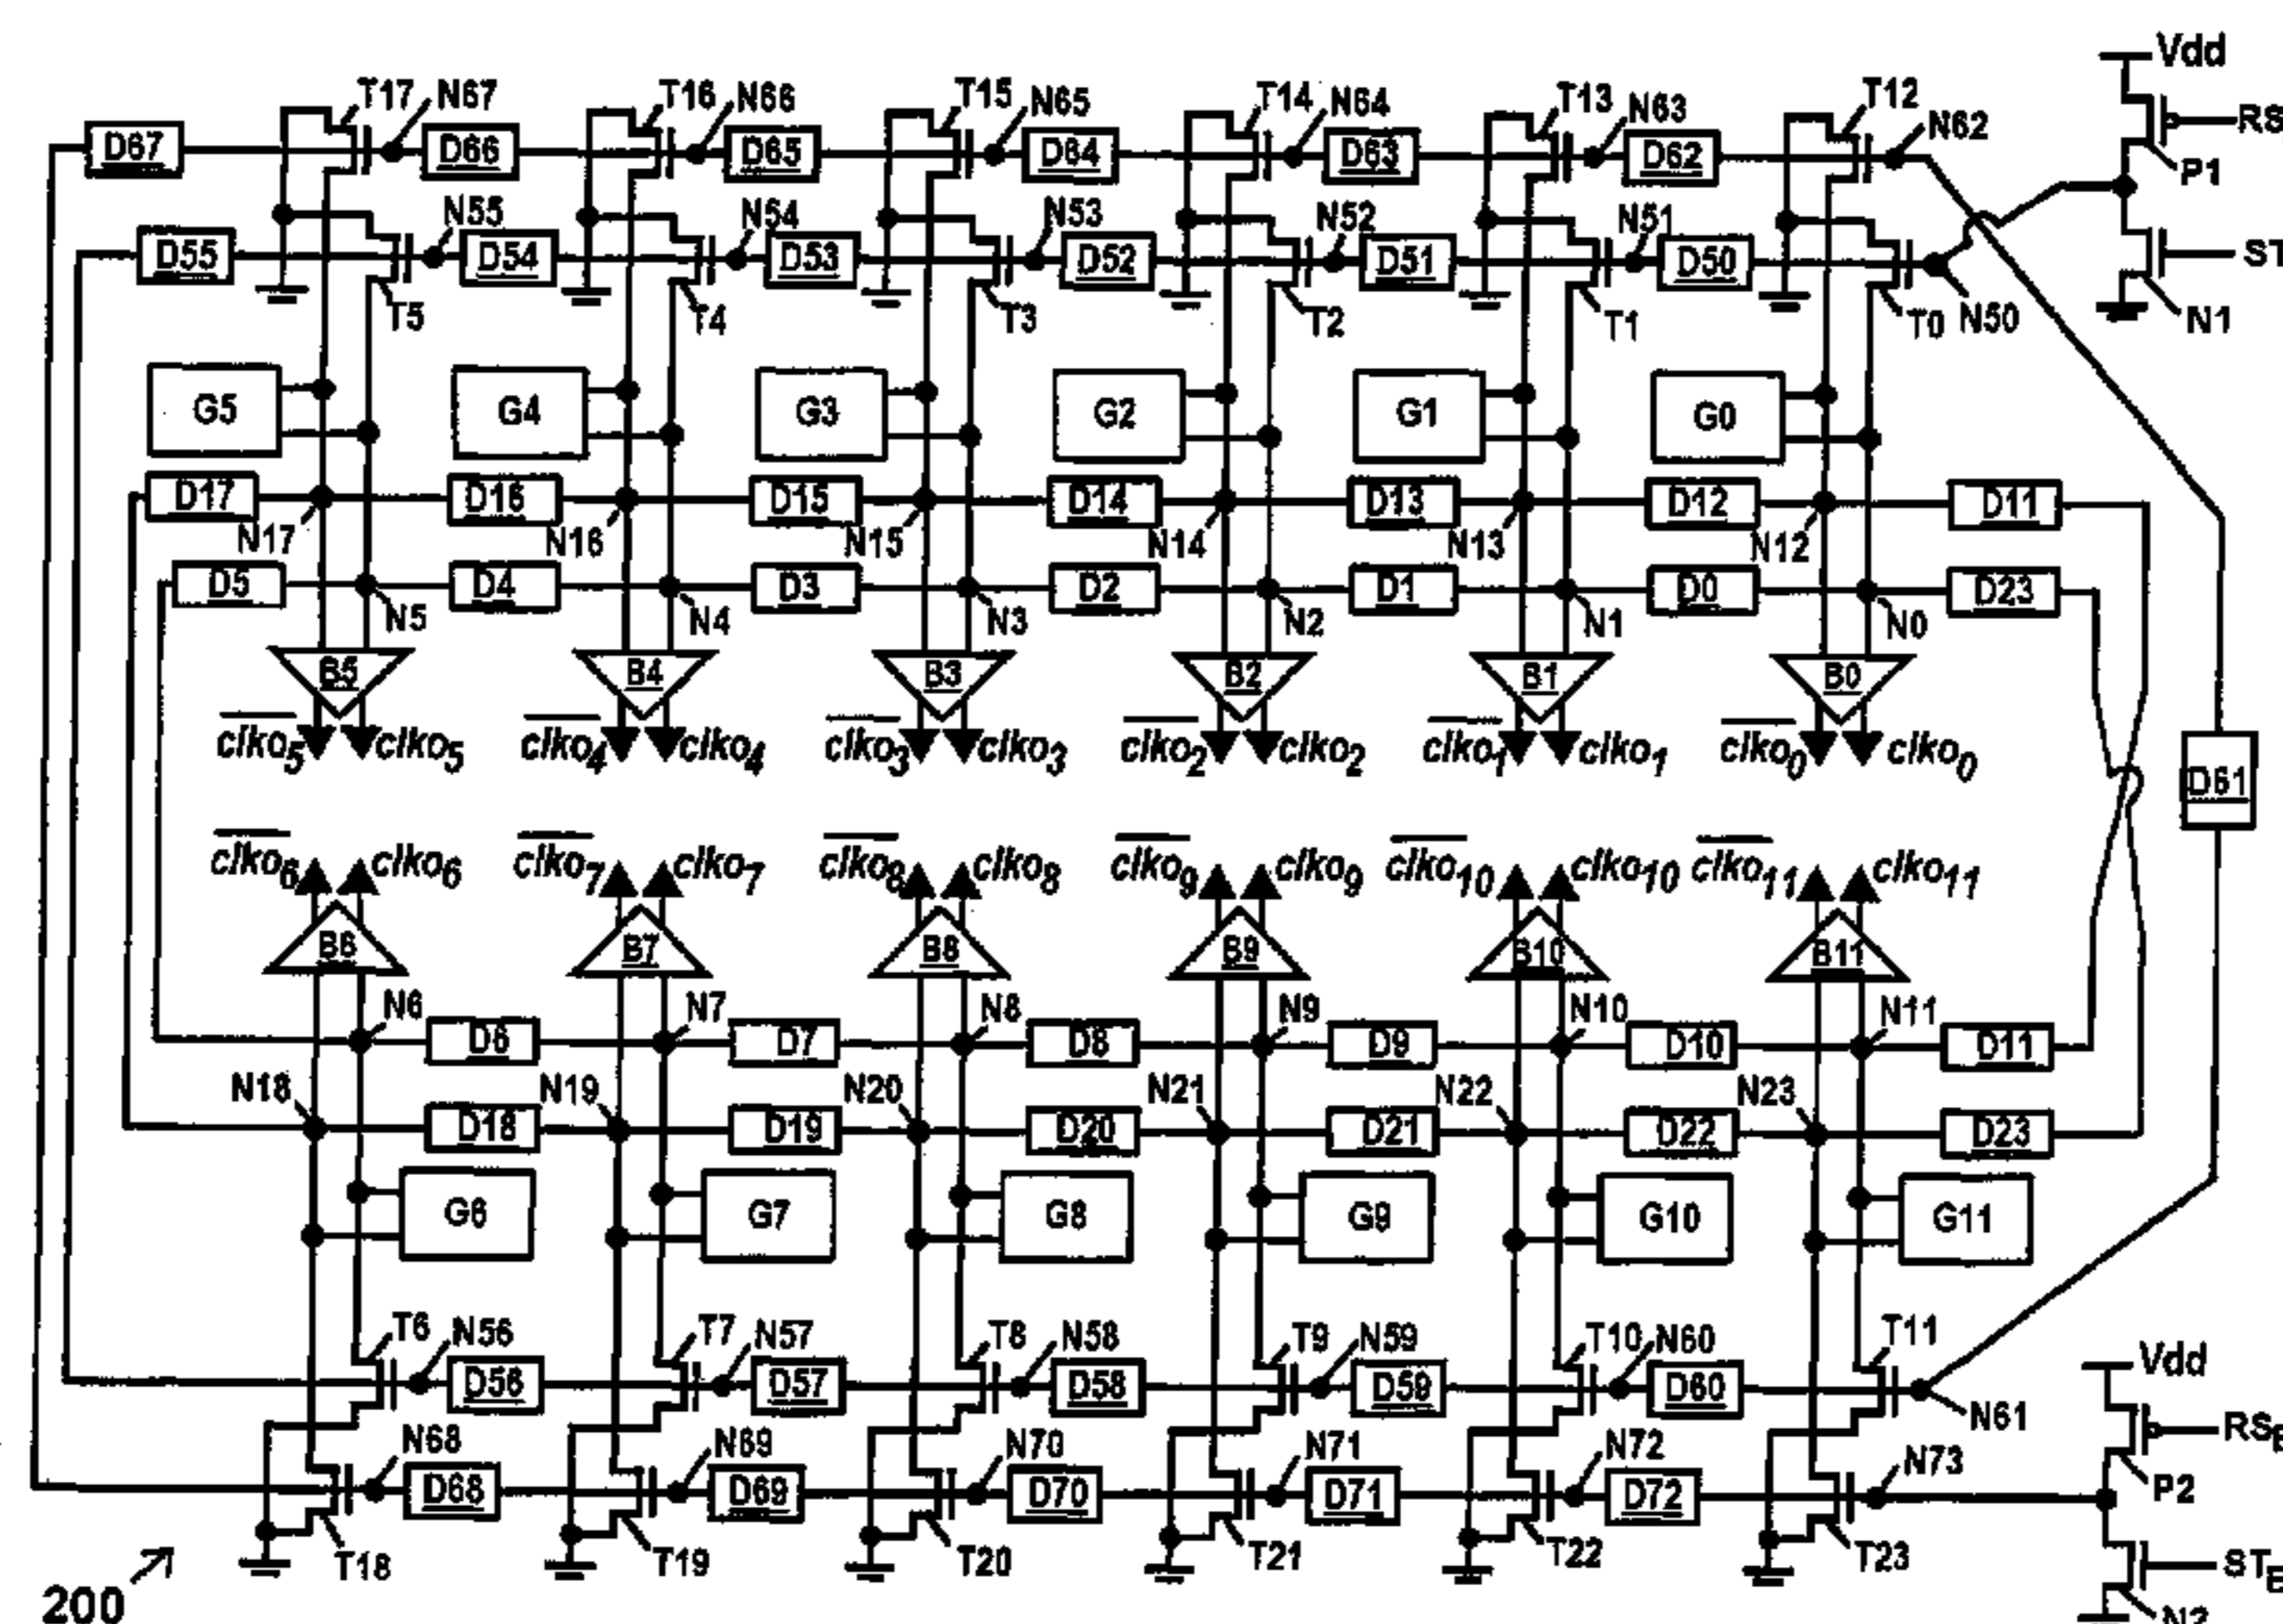 Vdd
T17 N67 T16 N66 T15 N65 T14 N64 T13 N63 T12 N62 RS
D67 D66 D65 D64 D63 D62 P1
N55 N54 N53 N52 N51
D55 D54 D53 D52 D51 D50 ST
T5 T4 T3 T2 T1 T0 N50 N1
G5 G4 G3 G2 G1 G0
D17 D16 D15 D14 D13 D12 D11
N17 N16 N15 N14 N13 N12
D5 D4 D3 D2 D1 D0 D23
N5 N4 N3 N2 N1 N0
B5 B4 B3 B2 B1 B0
clko5 clko5 clko4 clko4 clko3 clko3 clko2 clko2 clko1 clko1 clko0 clko0
D61
clko6 clko6 clko7 clko7 clko8 clko8 clko9 clko9 clko10 clko10 clko11 clko11
B6 B7 B8 B9 B10 B11
N6 N7 N8 N9 N10 N11
D6 D7 D8 D9 D10 D11
N18 N19 N20 N21 N22 N23
D18 D19 D20 D21 D22 D23
G6 G7 G8 G9 G10 G11
T6 N56 T7 N57 T8 N58 T9 N59 T10 N60 T11
Vdd
D56 D57 D58 D59 D60 N61
N68 N69 N70 N71 N72 N73 RSE
D68 D69 D70 D71 D72 P2
T18 T19 T20 T21 T22 T23 STE
200 N2